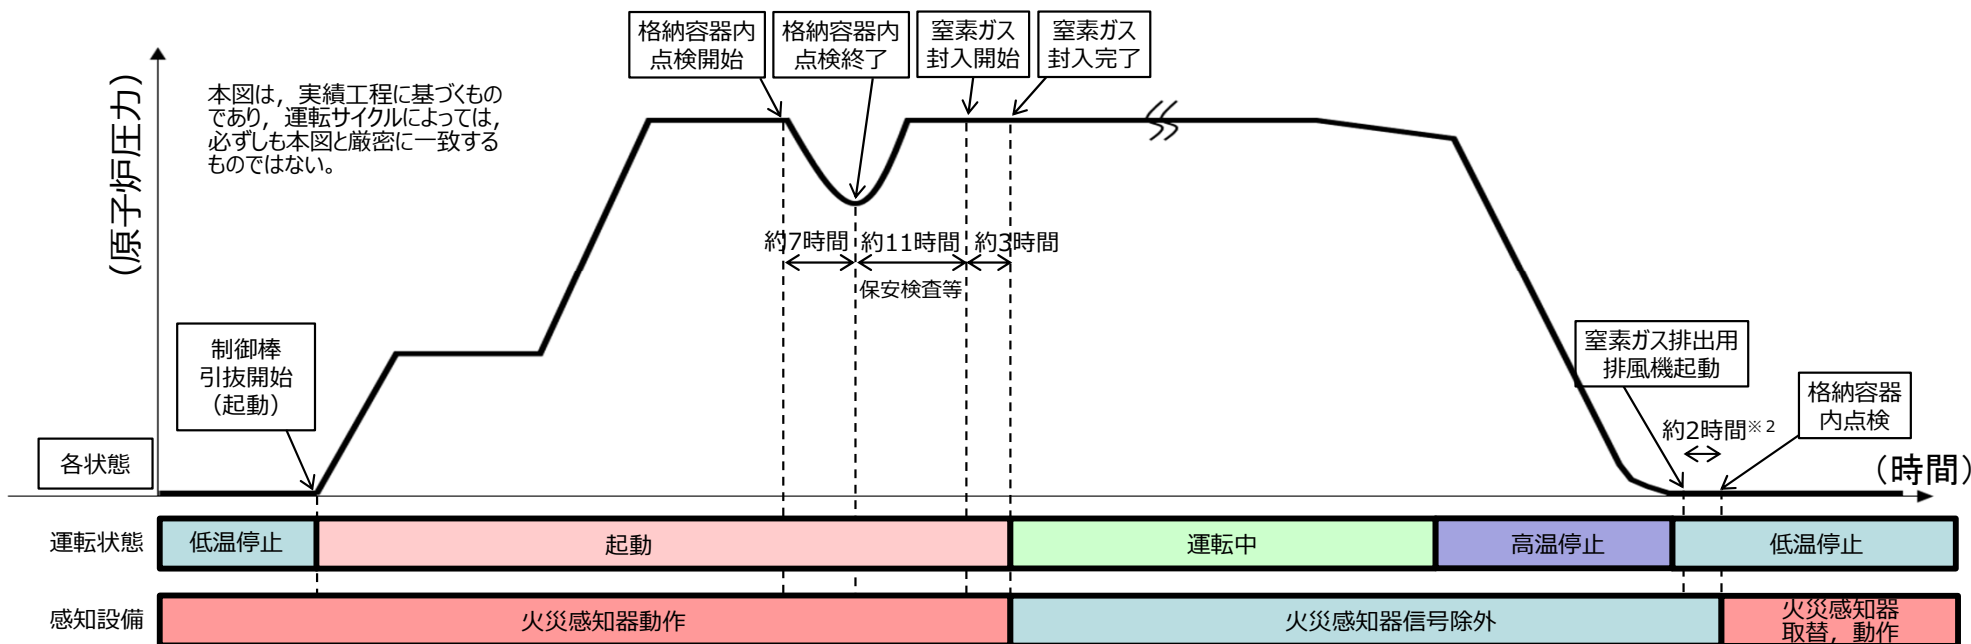 格納容器内
点検開始
格納容器内
点検終了
窒素ガス
封入開始
窒素ガス
封入完了
(原子炉圧力)
本図は，実績工程に基づくもの
であり，運転サイクルによっては，
必ずしも本図と厳密に一致する
ものではない。
約7時間
約11時間
約3時間
保安検査等
制御棒
引抜開始
（起動）
窒素ガス排出用
排風機起動
格納容器
内点検
約2時間※2
各状態
（時間）
運転状態
低温停止
起動
運転中
高温停止
低温停止
感知設備
火災感知器動作
火災感知器信号除外
火災感知器
取替，動作